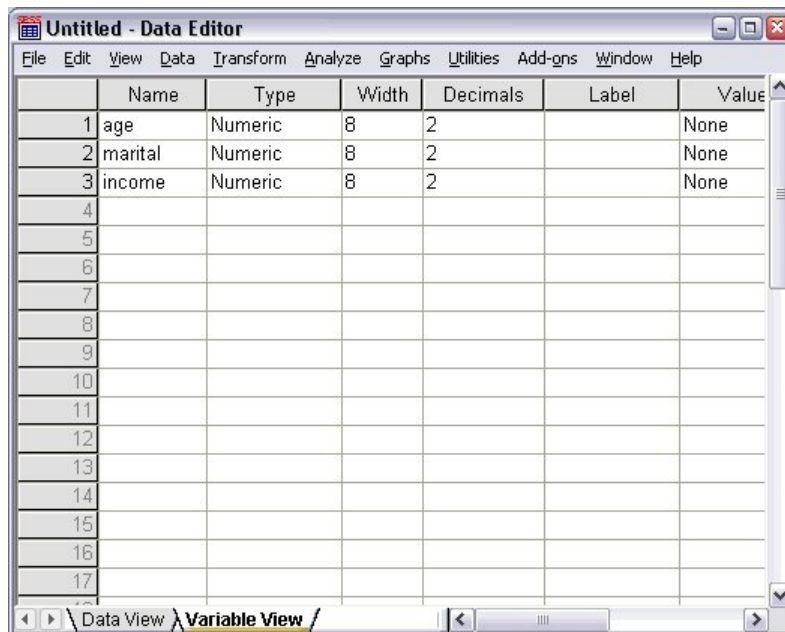 Untitled - Data Editor
File Edit View Data Transform Analyze Graphs Utilities Add-ons Window Help
Name Type Width Decimals Label Value
1 age Numeric 8 2 None
2 marital Numeric 8 2 None
3 income Numeric 8 2 None
4
5
6
7
8
9
10
11
12
13
14
15
16
17
Data View Variable View